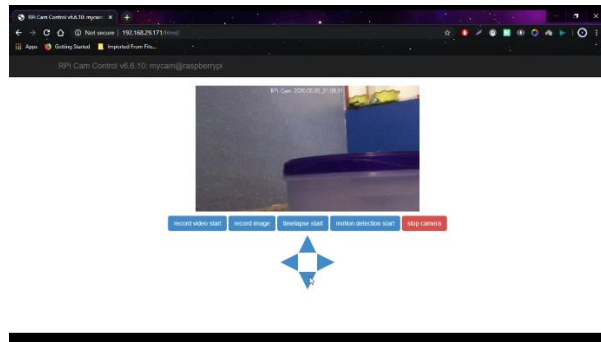 RPi Cam Control v6.6.10: mycam
Not secure | 192.168.29.171/html/
Apps Getting Started Imported From Fire...
RPi Cam Control v6.6.10: mycam@raspberrypi
record video start record image timelapse start motion detection start stop camera